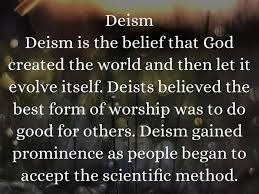 Deism
Deism is the belief that God
created the world and then let it
evolve itself. Deists believed the
best form of worship was to do
good for others. Deism gained
prominence as people began to
accept the scientific method.